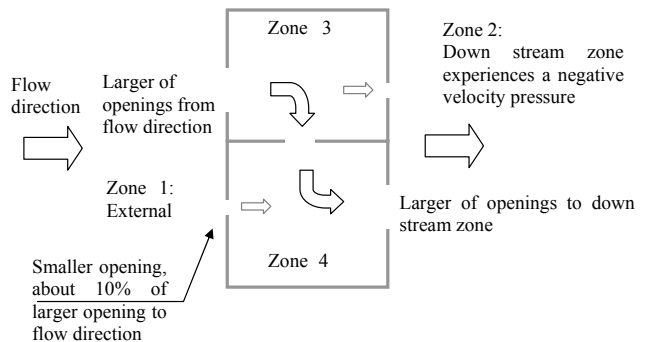 Zone 3
Zone 2:
Down stream zone
experiences a negative
velocity pressure
Flow
direction
Larger of
openings from
flow direction
Zone 1:
External
Larger of openings to down
stream zone
Zone 4
Smaller opening,
about 10% of
larger opening to
flow direction